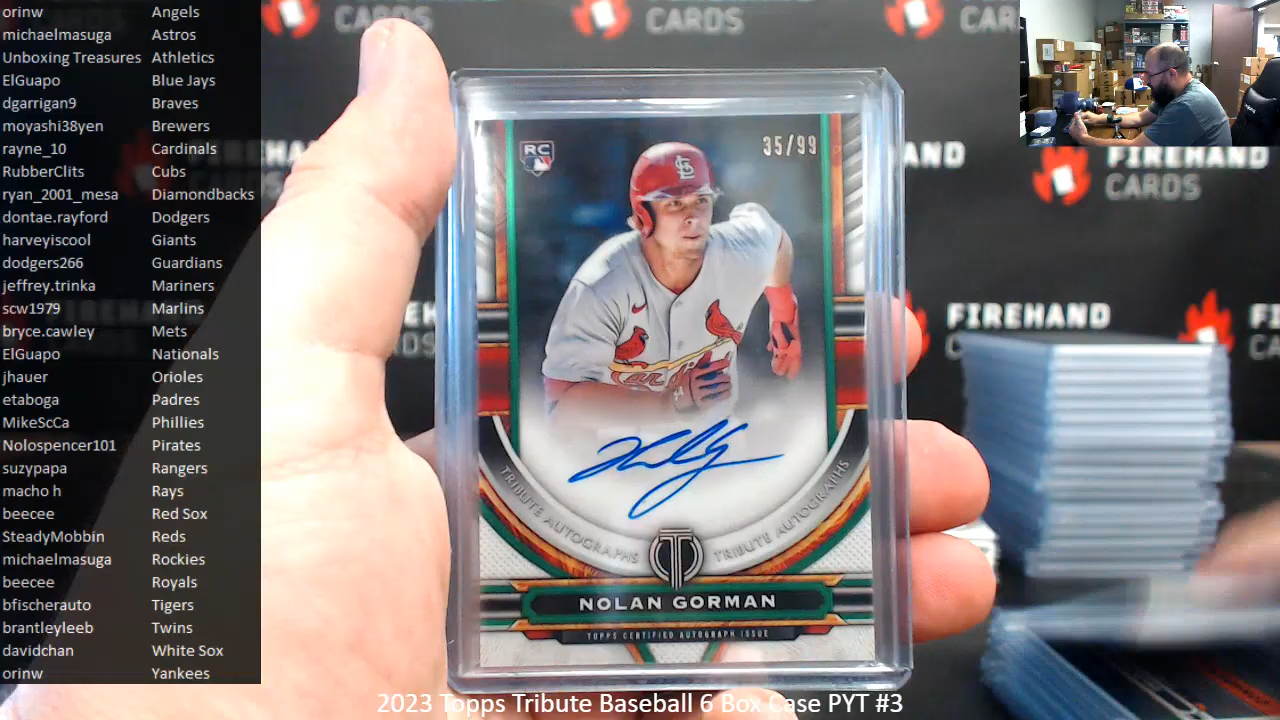 orinw Angels
michaelmasuga Astros
Unboxing Treasures Athletics
ElGuapo Blue Jays
dgarrigan9 Braves
moyashi38yen Brewers
rayne_10 Cardinals
RubberClits Cubs
ryan_2001_mesa Diamondbacks
dontae.rayford Dodgers
harveyiscool Giants
dodgers266 Guardians
jeffrey.trinka Mariners
scw1979 Marlins
bryce.cawley Mets
ElGuapo Nationals
jhauer Orioles
etaboga Padres
MikeScCa Phillies
Nolospencer101 Pirates
suzypapa Rangers
macho h Rays
beecee Red Sox
SteadyMobbin Reds
michaelmasuga Rockies
beecee Royals
bfischerauto Tigers
brantleyleeb Twins
davidchan White Sox
orinw Yankees
CARDS
CARDS
FIREHAND
CARDS
FIREHAND
RC
35/99
TRIBUTE AUTOGRAPHS TRIBUTE AUTOGRAPHS
NOLAN GORMAN
TOPPS CERTIFIED AUTOGRAPH ISSUE
2023 Topps Tribute Baseball 6 Box Case PYT #3